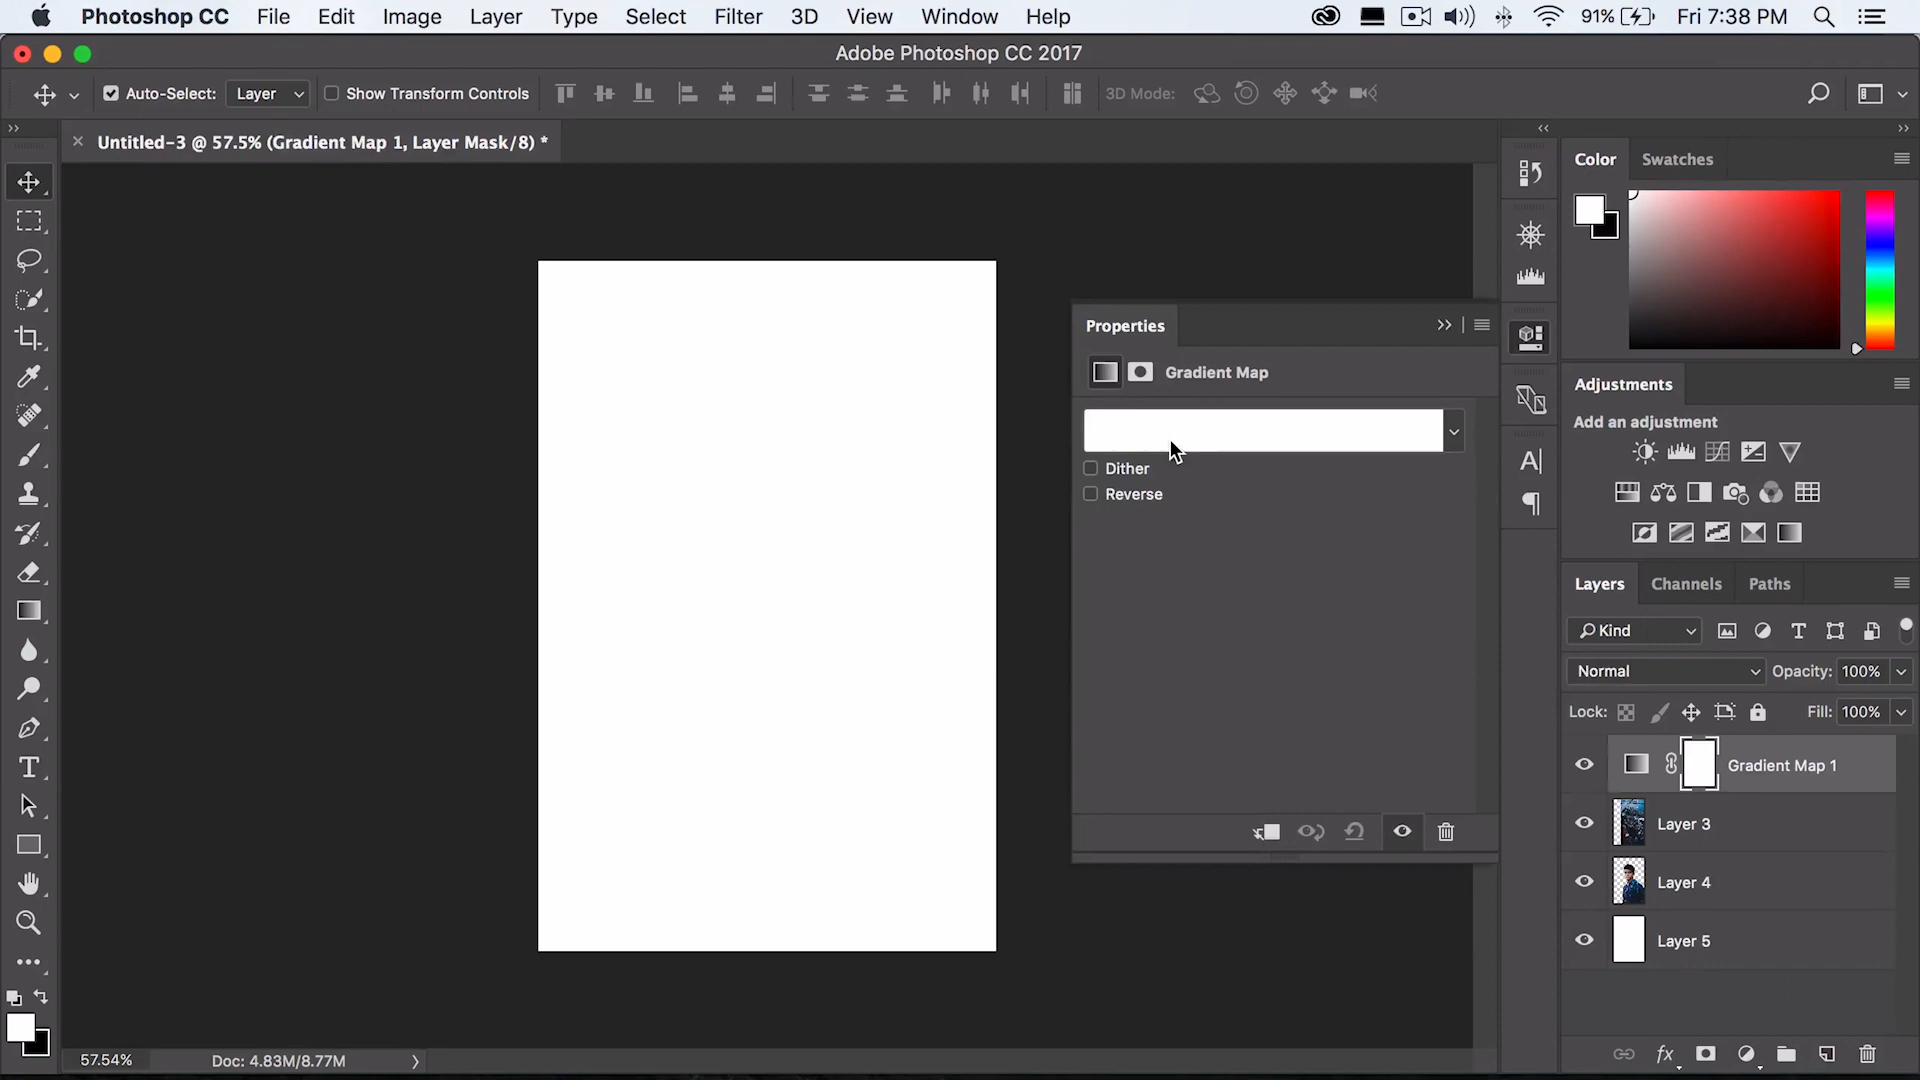 Photoshop CC File Edit Image Layer Type Select Filter 3D View Window Help 91% Fri 7:38 PM
Adobe Photoshop CC 2017
Auto-Select: Layer Show Transform Controls 3D Mode:
Untitled-3 @ 57.5% (Gradient Map 1, Layer Mask/8) *
Color Swatches
Properties
Gradient Map
Dither
Reverse
Adjustments
Add an adjustment
Layers Channels Paths
Kind
Normal Opacity: 100%
Lock: Fill: 100%
Gradient Map 1
Layer 3
Layer 4
Layer 5
57.54% Doc: 4.83M/8.77M